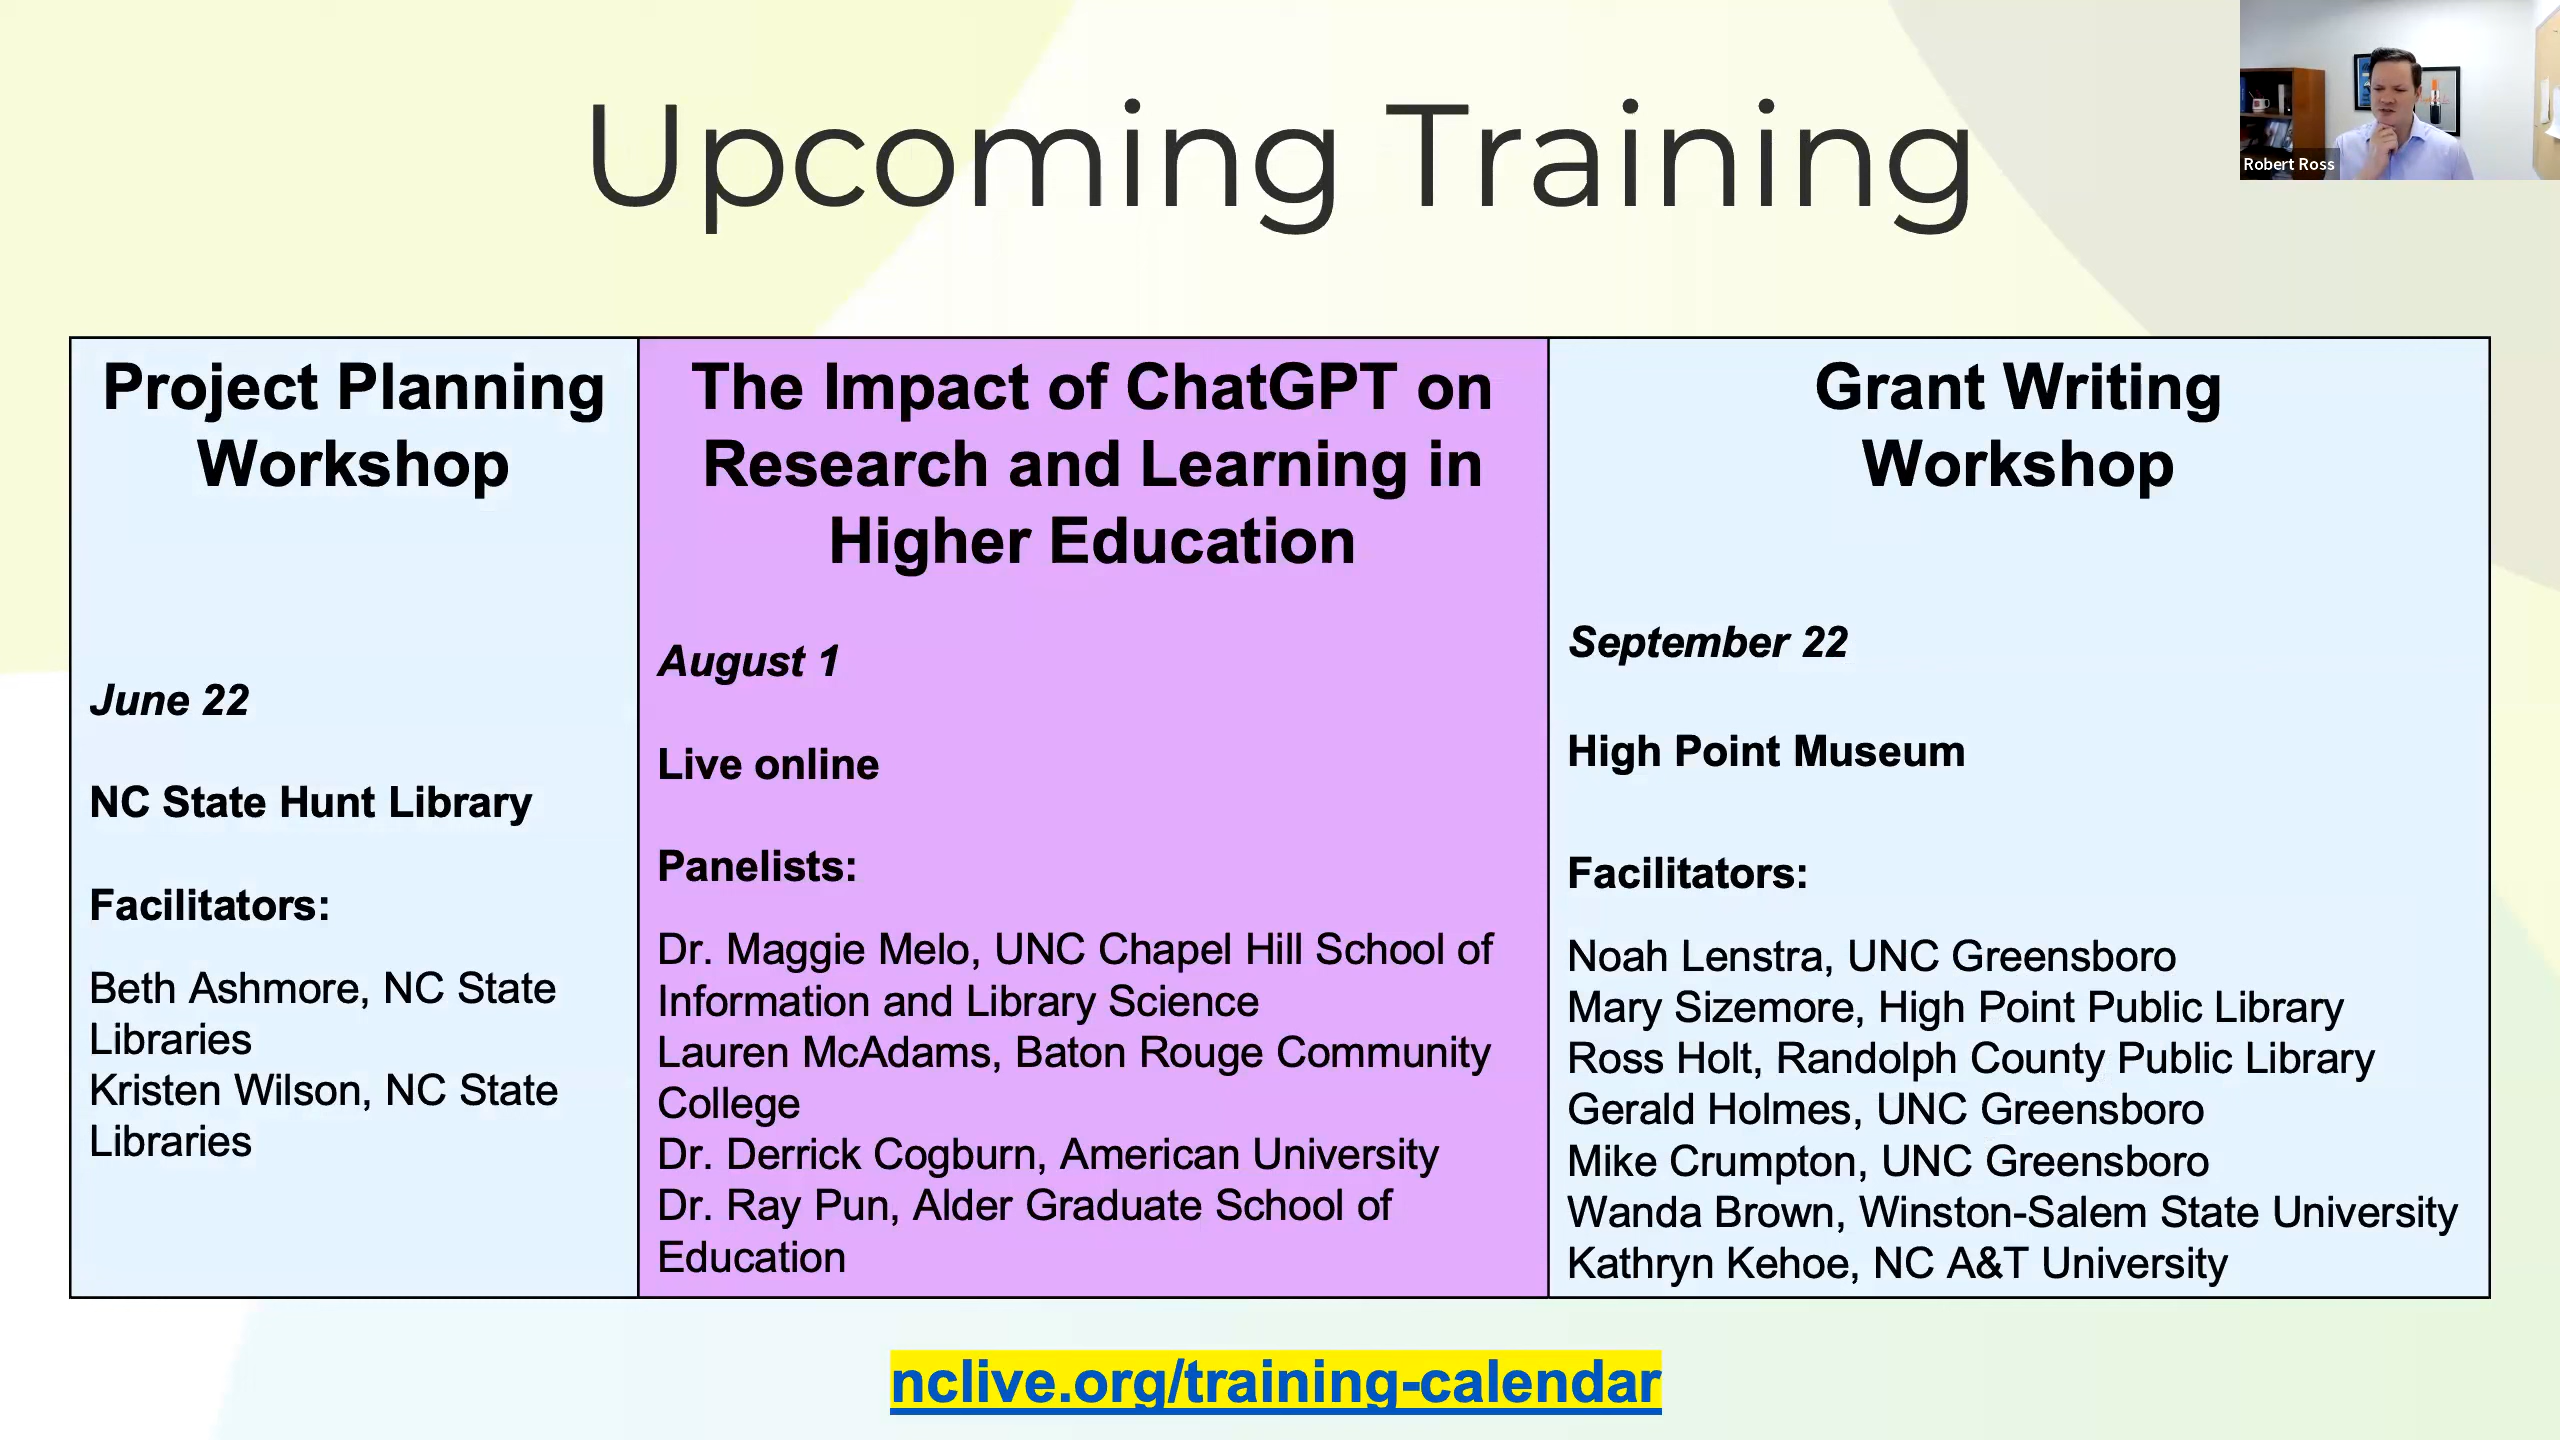 Upcoming Training
Robert Ross
Project Planning
Workshop
June 22
NC State Hunt Library
Facilitators:
Beth Ashmore, NC State
Libraries
Kristen Wilson, NC State
Libraries
The Impact of ChatGPT on
Research and Learning in
Higher Education
August 1
Live online
Panelists:
Dr. Maggie Melo, UNC Chapel Hill School of
Information and Library Science
Lauren McAdams, Baton Rouge Community
College
Dr. Derrick Cogburn, American University
Dr. Ray Pun, Alder Graduate School of
Education
Grant Writing
Workshop
September 22
High Point Museum
Facilitators:
Noah Lenstra, UNC Greensboro
Mary Sizemore, High Point Public Library
Ross Holt, Randolph County Public Library
Gerald Holmes, UNC Greensboro
Mike Crumpton, UNC Greensboro
Wanda Brown, Winston-Salem State University
Kathryn Kehoe, NC A&T University
nclive.org/training-calendar